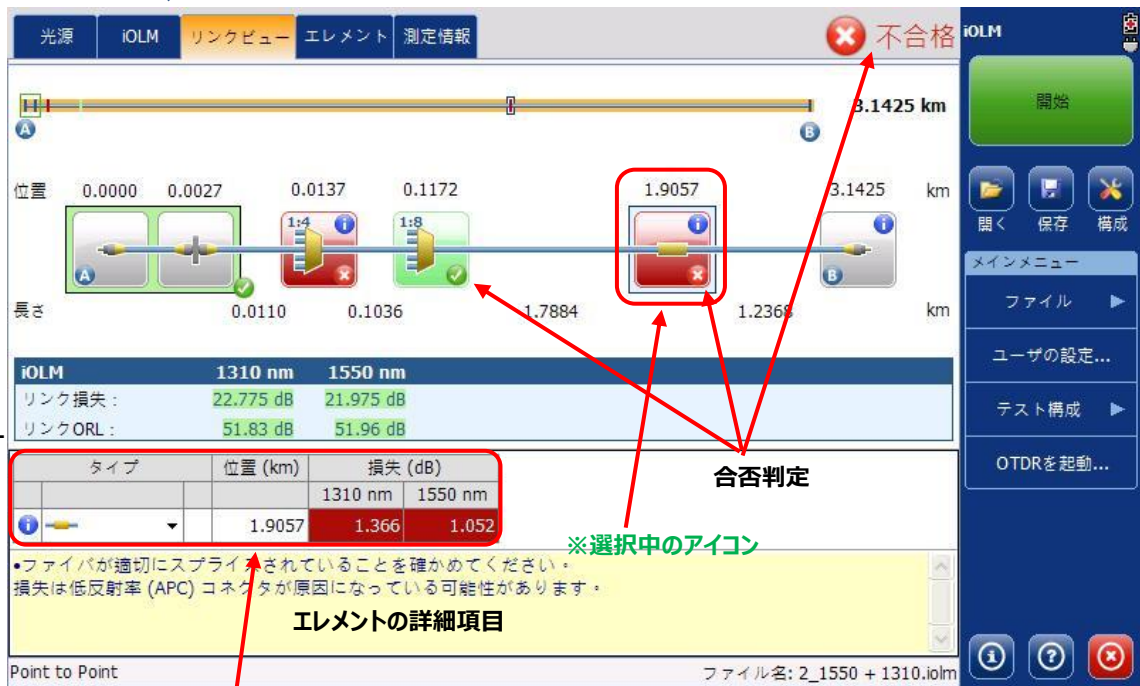 光源 iOLM リンクビュー エレメント 測定情報 不合格 iOLM
3.1425 km 開始
A B
位置 0.0000 0.0027 0.0137 0.1172 1.9057 3.1425 km
開く 保存 構成
1:4 1:8
A B
メインメニュー
長さ 0.0110 0.1036 1.7884 1.2368 km
ファイル
ユーザの設定...
iOLM 1310 nm 1550 nm
リンク損失: 22.775 dB 21.975 dB
テスト構成
リンクORL: 51.83 dB 51.96 dB
タイプ 位置 (km) 損失 (dB)
合否判定
OTDRを起動...
1310 nm 1550 nm
1.9057 1.366 1.052
※選択中のアイコン
•ファイバが適切にスプライスされていることを確かめてください。
損失は低反射率 (APC) コネクタが原因になっている可能性があります。
エレメントの詳細項目
Point to Point ファイル名: 2_1550 + 1310.iolm